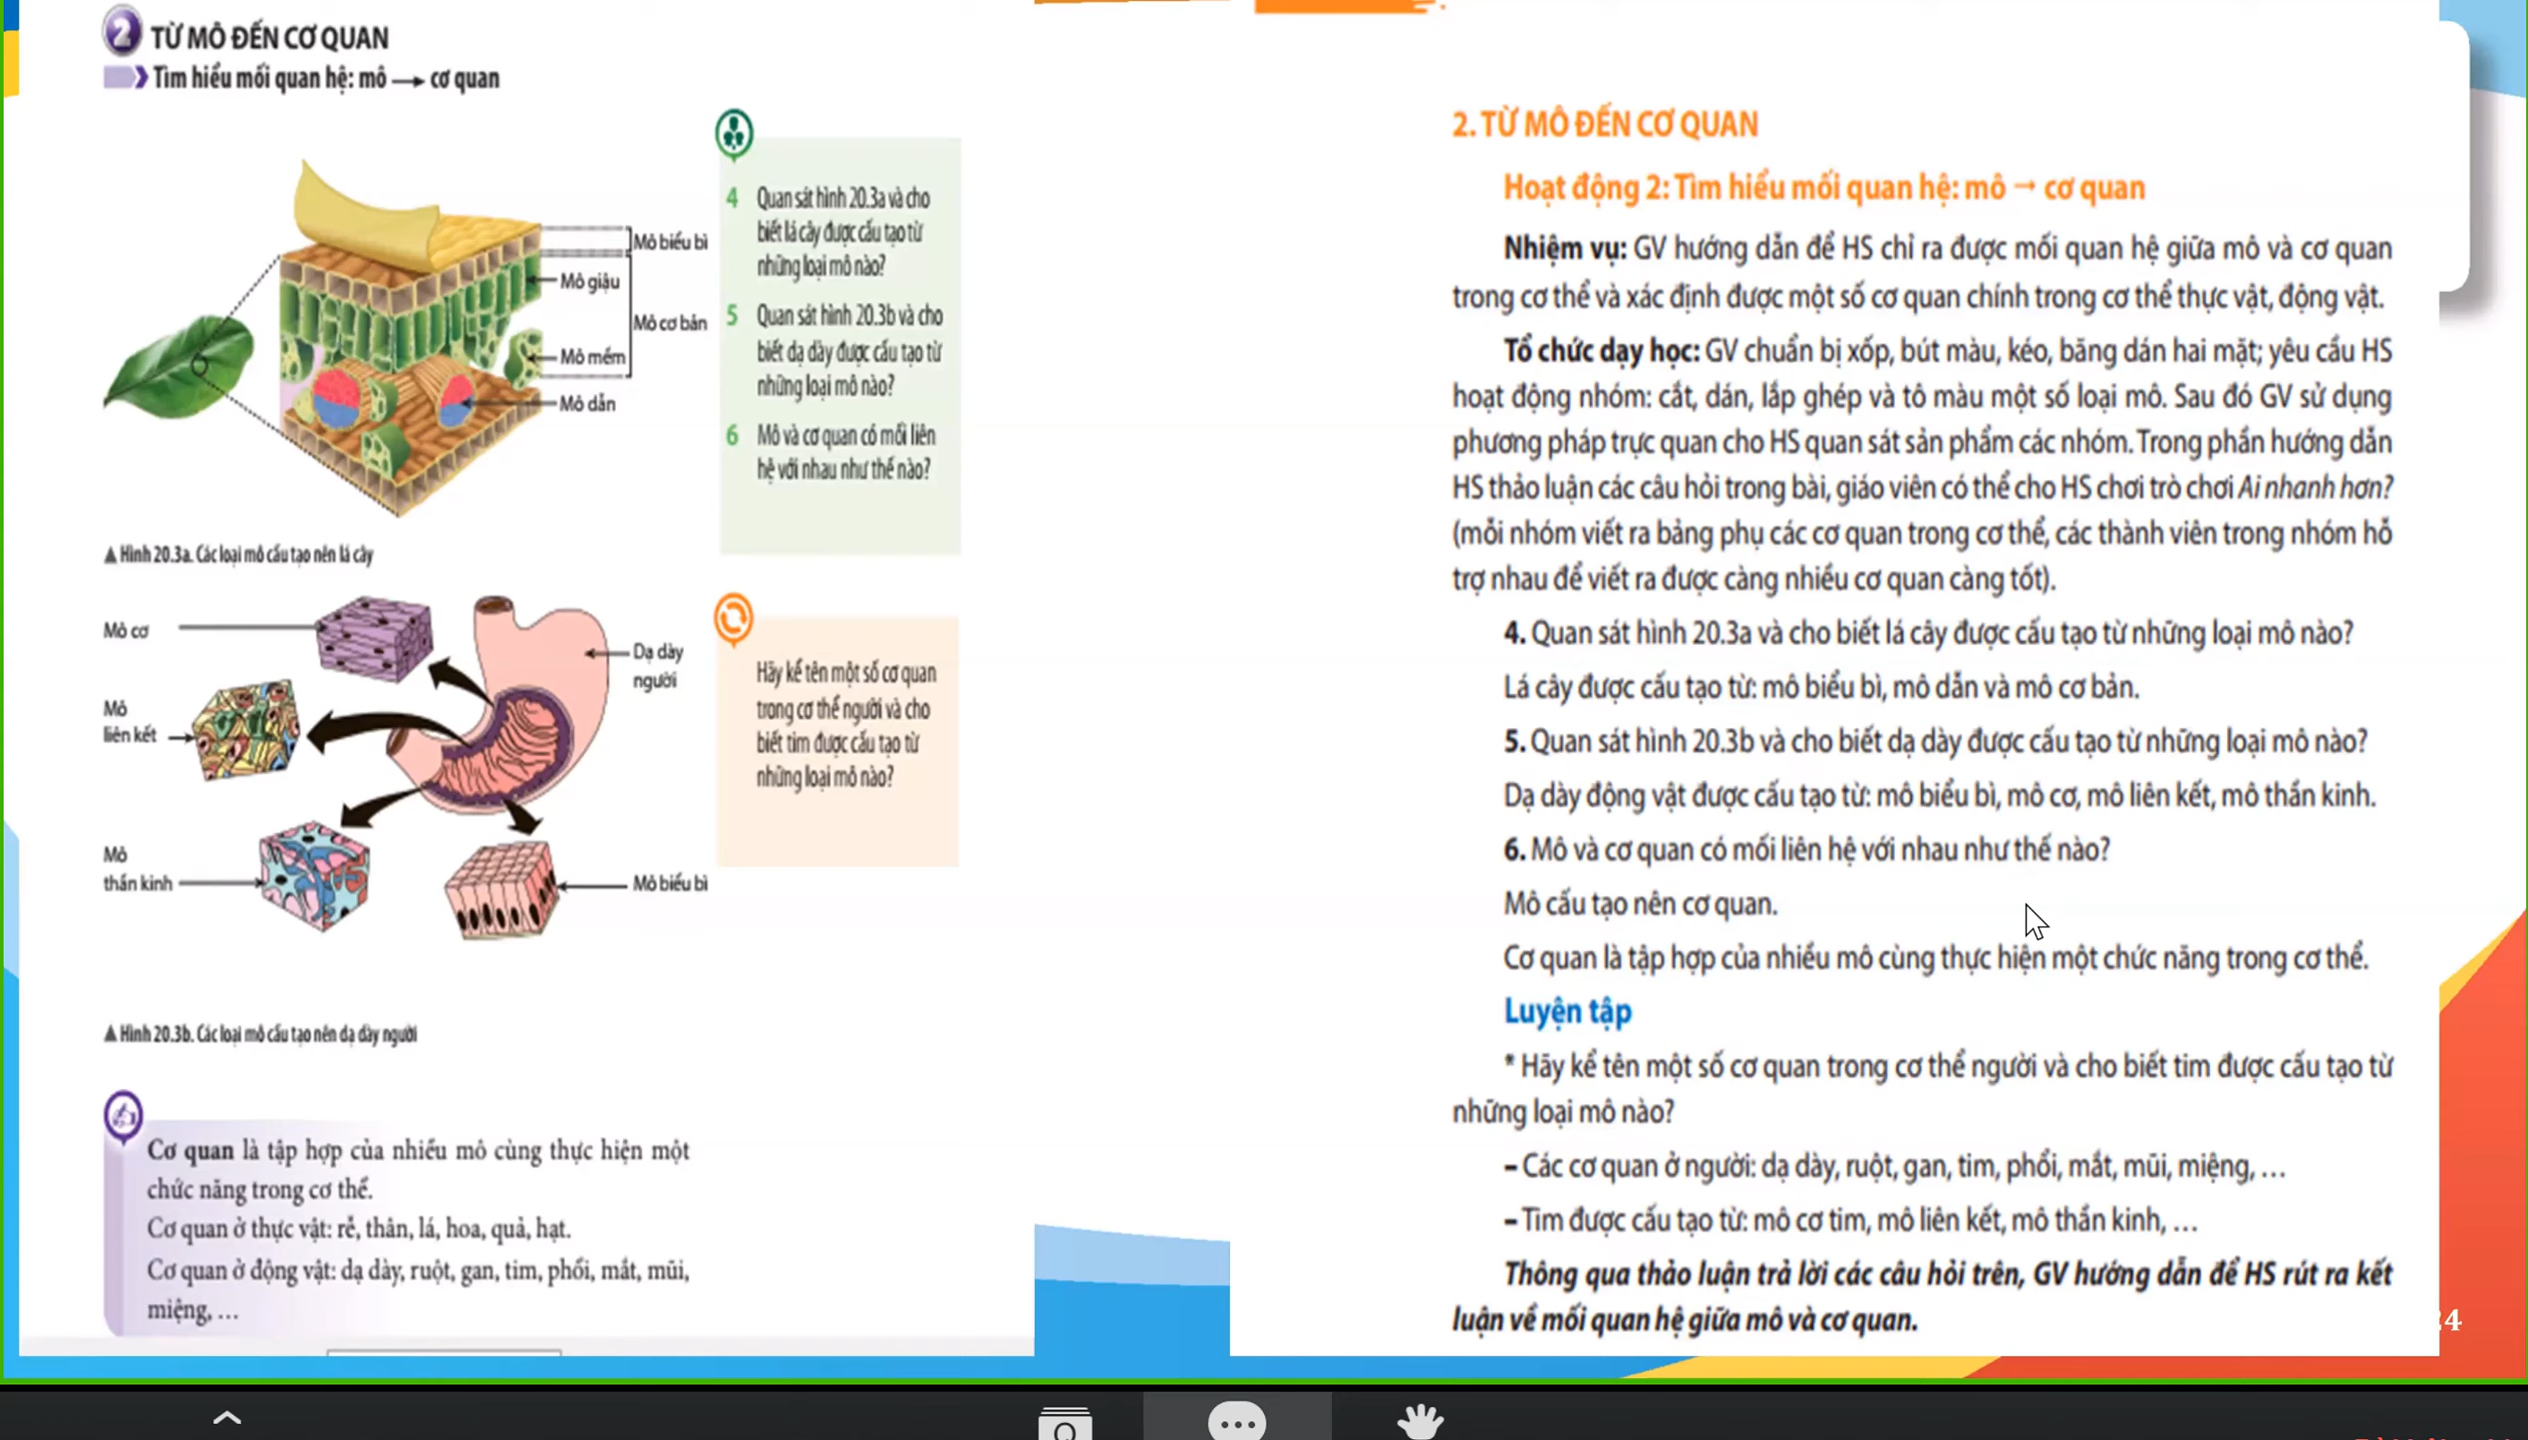 2 TỪ MÔ ĐẾN CƠ QUAN
Tìm hiểu mối quan hệ: mô → cơ quan
Mô biểu bì
Mô giậu
Mô cơ bản
Mô mềm
Mô dẫn
▲ Hình 20.3a. Các loại mô cấu tạo nên lá cây
4 Quan sát hình 20.3a và cho
biết lá cây được cấu tạo từ
những loại mô nào?
5 Quan sát hình 20.3b và cho
biết dạ dày được cấu tạo từ
những loại mô nào?
6 Mô và cơ quan có mối liên
hệ với nhau như thế nào?
Mô cơ
Dạ dày
người
Mô
liên kết
Mô
thần kinh
Mô biểu bì
▲ Hình 20.3b. Các loại mô cấu tạo nên dạ dày người
Hãy kể tên một số cơ quan
trong cơ thể người và cho
biết tim được cấu tạo từ
những loại mô nào?
Cơ quan là tập hợp của nhiều mô cùng thực hiện một
chức năng trong cơ thể.
Cơ quan ở thực vật: rễ, thân, lá, hoa, quả, hạt.
Cơ quan ở động vật: dạ dày, ruột, gan, tim, phổi, mắt, mũi,
miệng, …
2. TỪ MÔ ĐẾN CƠ QUAN
Hoạt động 2: Tìm hiểu mối quan hệ: mô → cơ quan
Nhiệm vụ: GV hướng dẫn để HS chỉ ra được mối quan hệ giữa mô và cơ quan
trong cơ thể và xác định được một số cơ quan chính trong cơ thể thực vật, động vật.
Tổ chức dạy học: GV chuẩn bị xốp, bút màu, kéo, băng dán hai mặt; yêu cầu HS
hoạt động nhóm: cắt, dán, lắp ghép và tô màu một số loại mô. Sau đó GV sử dụng
phương pháp trực quan cho HS quan sát sản phẩm các nhóm. Trong phần hướng dẫn
HS thảo luận các câu hỏi trong bài, giáo viên có thể cho HS chơi trò chơi Ai nhanh hơn?
(mỗi nhóm viết ra bảng phụ các cơ quan trong cơ thể, các thành viên trong nhóm hỗ
trợ nhau để viết ra được càng nhiều cơ quan càng tốt).
4. Quan sát hình 20.3a và cho biết lá cây được cấu tạo từ những loại mô nào?
Lá cây được cấu tạo từ: mô biểu bì, mô dẫn và mô cơ bản.
5. Quan sát hình 20.3b và cho biết dạ dày được cấu tạo từ những loại mô nào?
Dạ dày động vật được cấu tạo từ: mô biểu bì, mô cơ, mô liên kết, mô thần kinh.
6. Mô và cơ quan có mối liên hệ với nhau như thế nào?
Mô cấu tạo nên cơ quan.
Cơ quan là tập hợp của nhiều mô cùng thực hiện một chức năng trong cơ thể.
Luyện tập
* Hãy kể tên một số cơ quan trong cơ thể người và cho biết tim được cấu tạo từ
những loại mô nào?
– Các cơ quan ở người: dạ dày, ruột, gan, tim, phổi, mắt, mũi, miệng, …
– Tim được cấu tạo từ: mô cơ tim, mô liên kết, mô thần kinh, …
Thông qua thảo luận trả lời các câu hỏi trên, GV hướng dẫn để HS rút ra kết
luận về mối quan hệ giữa mô và cơ quan.
4